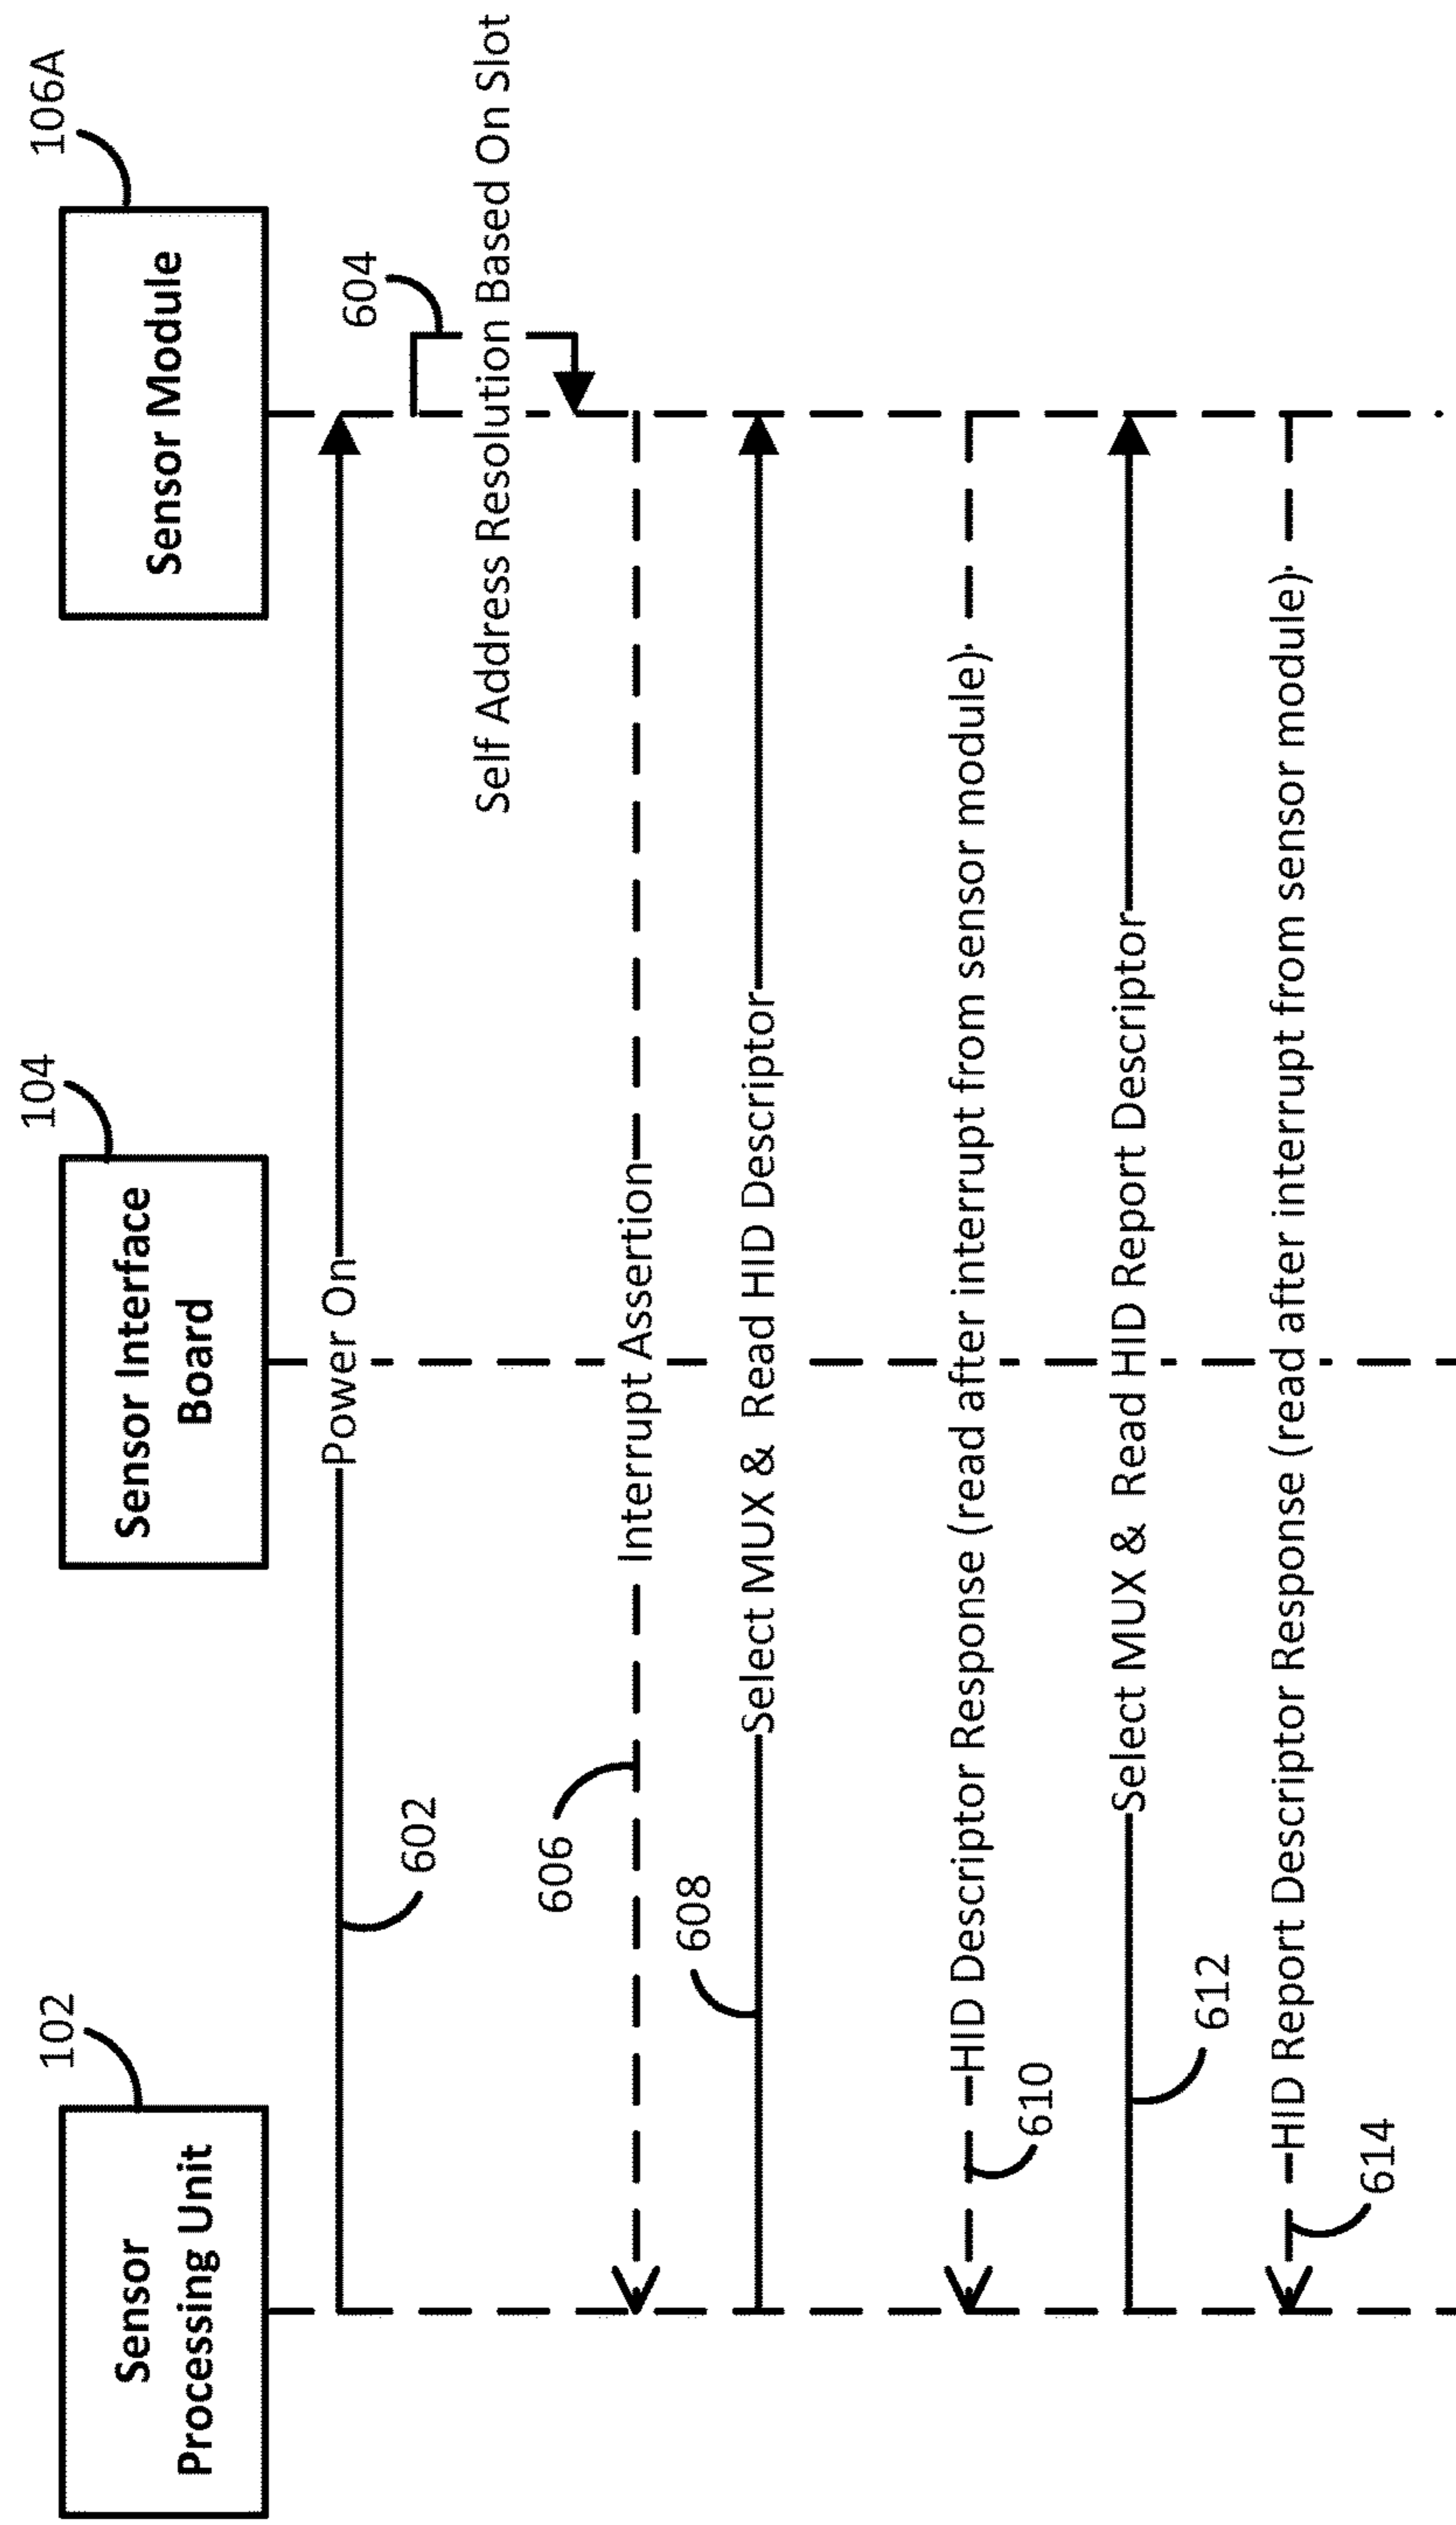 102
104
106A
Sensor
Processing Unit
Sensor Interface
Board
Sensor Module
Power On
602
604
Self Address Resolution Based On Slot
606
Interrupt Assertion
608
Select MUX & Read HID Descriptor
HID Descriptor Response (read after interrupt from sensor module)
610
Select MUX & Read HID Report Descriptor
612
HID Report Descriptor Response (read after interrupt from sensor module)
614